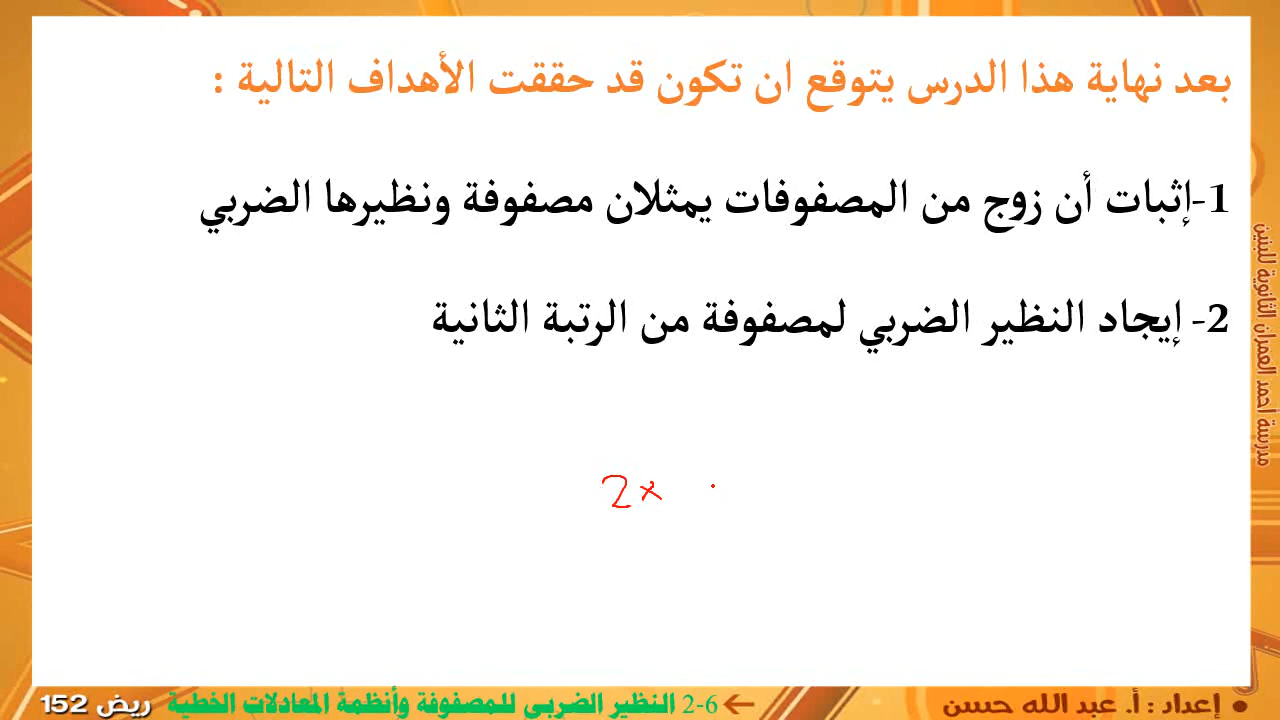 بعد نهاية هذا الدرس يتوقع ان تكون قد حققت الأهداف التالية :
1-إثبات أن زوج من المصفوفات يمثلان مصفوفة ونظيرها الضربي
2- إيجاد النظير الضربي لمصفوفة من الرتبة الثانية
2x
مدرسة احمد العمران الثانوية للبنين
إعداد : أ. عبد الله حسن
2-6 النظير الضربي للمصفوفة وأنظمة المعادلات الخطية
ريض 152